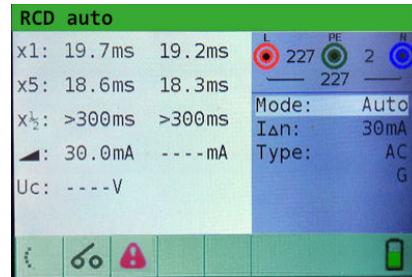 RCD auto
x1: 19.7ms 19.2ms
x5: 18.6ms 18.3ms
x½: >300ms >300ms
◢: 30.0mA ----mA
Uc: ----V
L PE N
227 2
227
Mode: Auto
I∆n: 30mA
Type: AC
G